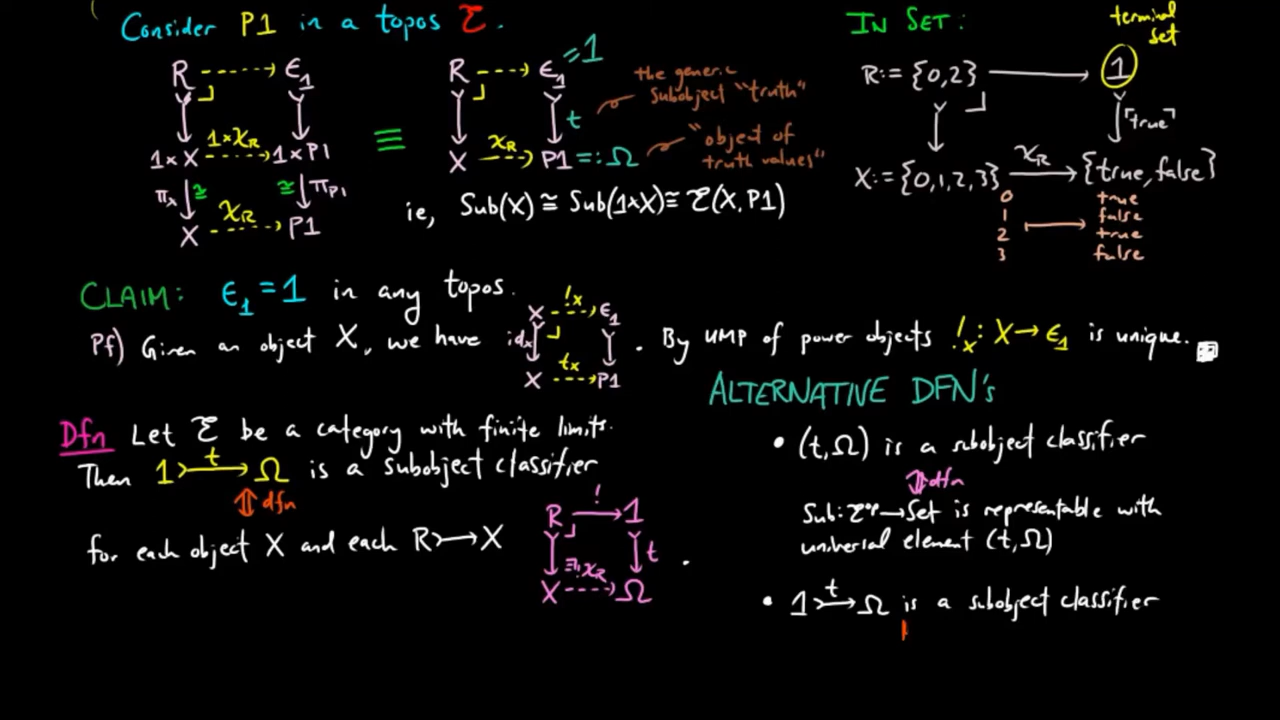 Consider P1 in a topos ℰ.
R ∈₁
1×X 1×χ_R 1×P1
π_X ≅ ≅ π_P1
X χ_R P1
≡
R ∈₁ =1
t
X χ_R P1 =: Ω
the generic
subobject "truth"
"object of
truth values"
ie, Sub(X) ≅ Sub(1×X) ≅ ℰ(X, P1)
IN SET:
terminal
set
R := {0,2} → 1
⌜true⌝
X := {0,1,2,3} χ_R → {true, false}
0 true
1 false
2 ↦ true
3 false
CLAIM: ∈₁ = 1 in any topos.
Pf) Given an object X, we have
X !_X ∈₁
id_X
X t_X P1
. By UMP of power objects !_X : X → ∈₁ is unique.
Dfn Let ℰ be a category with finite limits.
Then 1 ↣ t Ω is a subobject classifier
⇕ dfn
for each object X and each R ↣ X
R ! → 1
t
X ∃! χ_R Ω .
ALTERNATIVE DFN's
• (t, Ω) is a subobject classifier
⇕ dfn
Sub: ℰ^op → Set is representable with
universal element (t, Ω)
• 1 ↣ t Ω is a subobject classifier